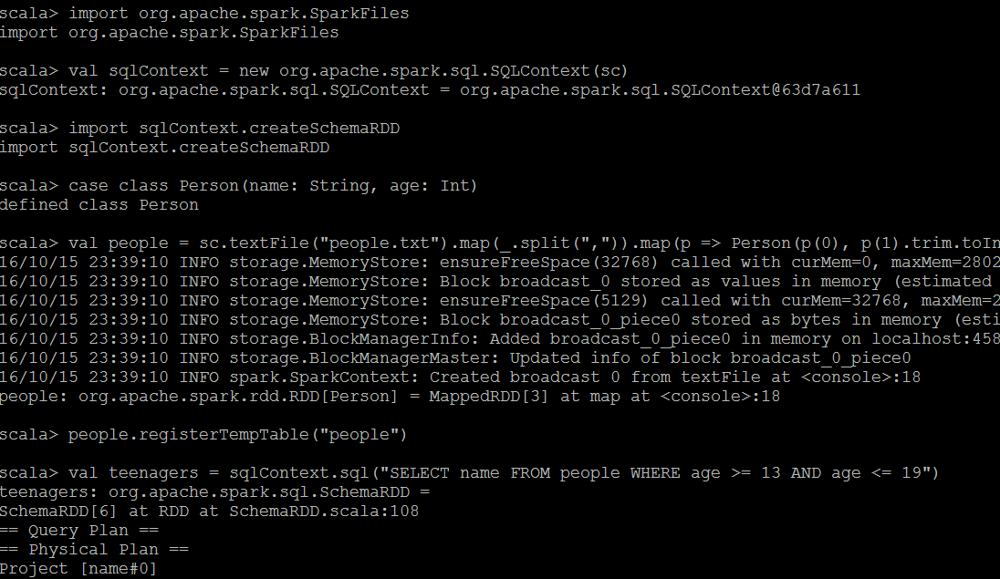 scala> import org.apache.spark.SparkFiles
import org.apache.spark.SparkFiles
scala> val sqlContext = new org.apache.spark.sql.SQLContext(sc)
sqlContext: org.apache.spark.sql.SQLContext = org.apache.spark.sql.SQLContext@63d7a611
scala> import sqlContext.createSchemaRDD
import sqlContext.createSchemaRDD
scala> case class Person(name: String, age: Int)
defined class Person
scala> val people = sc.textFile("people.txt").map(_.split(",")).map(p => Person(p(0), p(1).trim.toIn
16/10/15 23:39:10 INFO storage.MemoryStore: ensureFreeSpace(32768) called with curMem=0, maxMem=2802
16/10/15 23:39:10 INFO storage.MemoryStore: Block broadcast_0 stored as values in memory (estimated
16/10/15 23:39:10 INFO storage.MemoryStore: ensureFreeSpace(5129) called with curMem=32768, maxMem=2
16/10/15 23:39:10 INFO storage.MemoryStore: Block broadcast_0_piece0 stored as bytes in memory (esti
16/10/15 23:39:10 INFO storage.BlockManagerInfo: Added broadcast_0_piece0 in memory on localhost:458
16/10/15 23:39:10 INFO storage.BlockManagerMaster: Updated info of block broadcast_0_piece0
16/10/15 23:39:10 INFO spark.SparkContext: Created broadcast 0 from textFile at <console>:18
people: org.apache.spark.rdd.RDD[Person] = MappedRDD[3] at map at <console>:18
scala> people.registerTempTable("people")
scala> val teenagers = sqlContext.sql("SELECT name FROM people WHERE age >= 13 AND age <= 19")
teenagers: org.apache.spark.sql.SchemaRDD =
SchemaRDD[6] at RDD at SchemaRDD.scala:108
== Query Plan ==
== Physical Plan ==
Project [name#0]